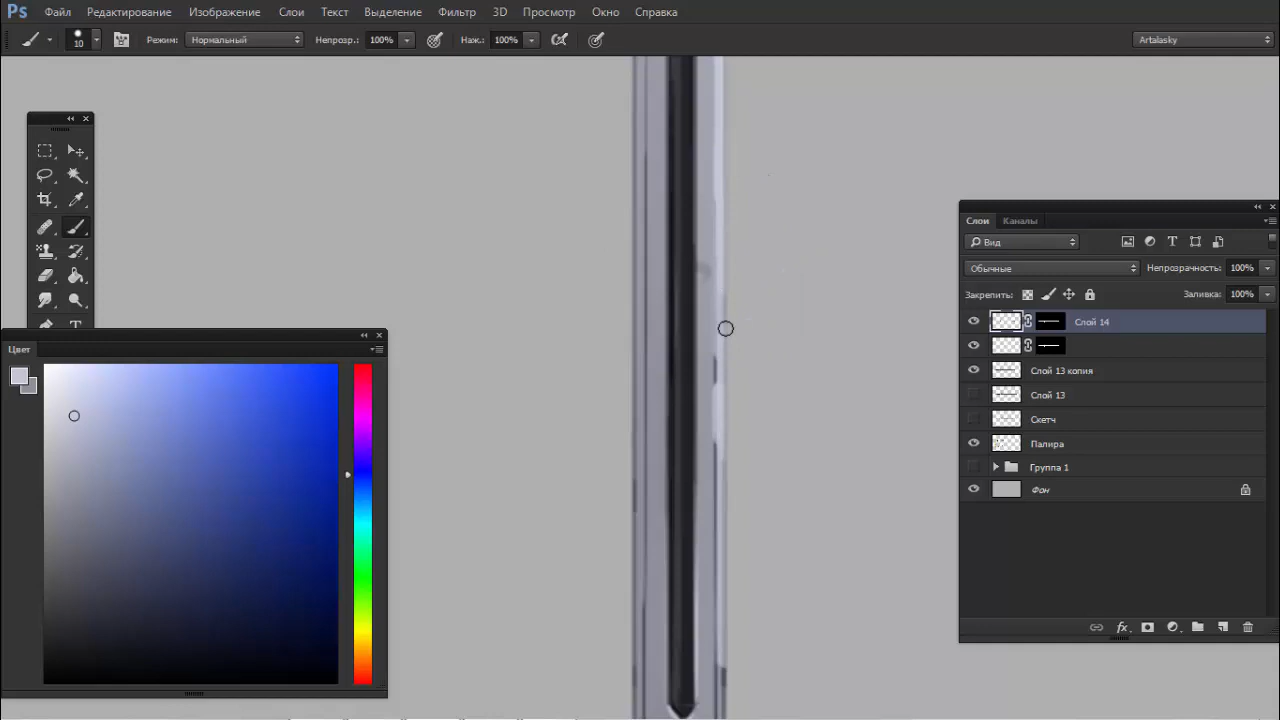 Ps Файл Редактирование Изображение Слои Текст Выделение Фильтр 3D Просмотр Окно Справка
10 Режим: Нормальный Непрозр.: 100% Наж.: 100% Artalasky
Слои Каналы
Вид
Обычные Непрозрачность: 100%
Закрепить: Заливка: 100%
Слой 14
Слой 13 копия
Слой 13
Скетч
Палира
Группа 1
Фон
fx
Цвет